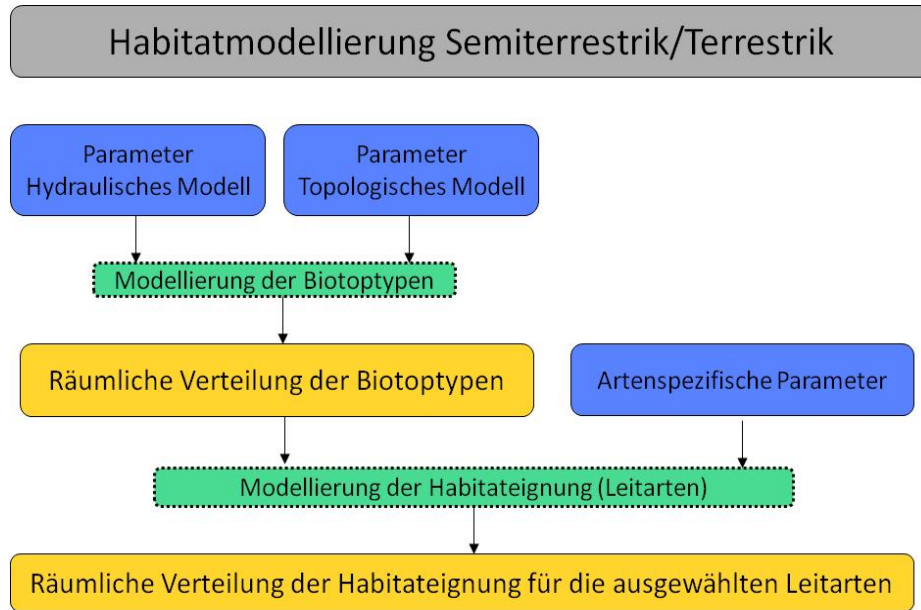 Habitatmodellierung Semiterrestrik/Terrestrik
Parameter
Hydraulisches Modell
Parameter
Topologisches Modell
Modellierung der Biotoptypen
Räumliche Verteilung der Biotoptypen
Artenspezifische Parameter
Modellierung der Habitateignung (Leitarten)
Räumliche Verteilung der Habitateignung für die ausgewählten Leitarten